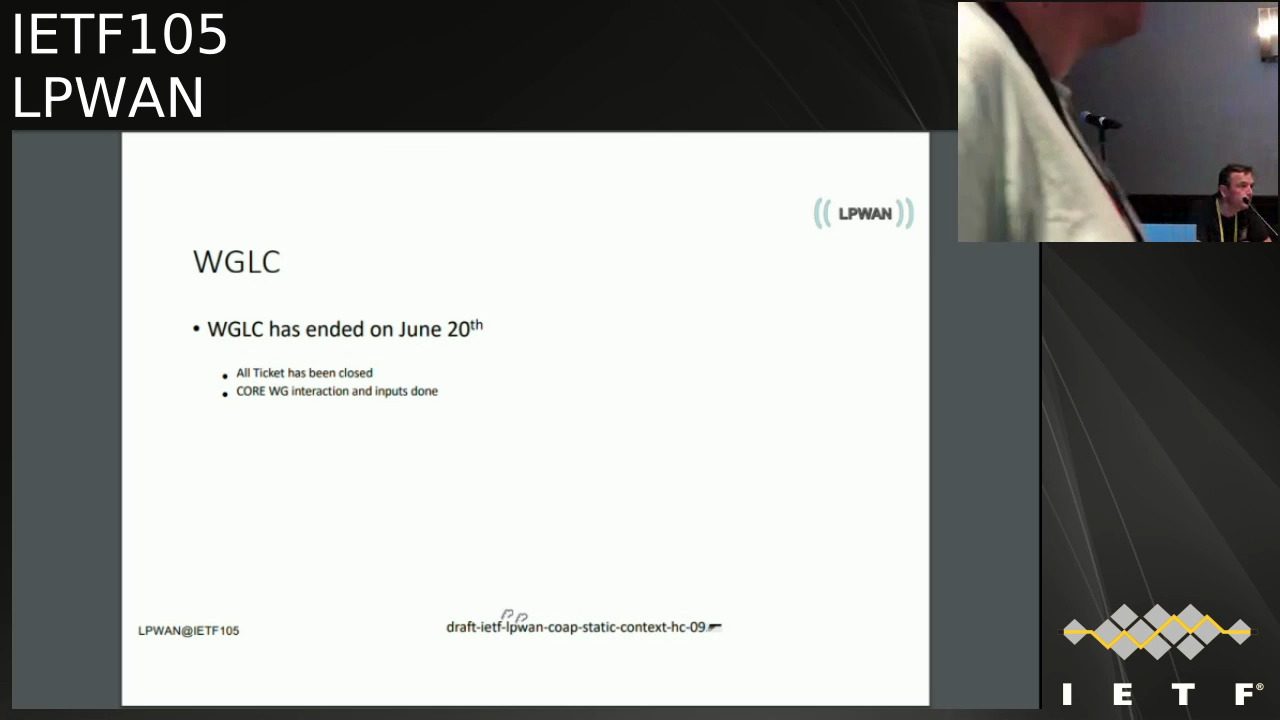 IETF105
LPWAN
((LPWAN))
WGLC
• WGLC has ended on June 20th
• All Ticket has been closed
• CORE WG interaction and inputs done
LPWAN@IETF105
draft-ietf-lpwan-coap-static-context-hc-09
I E T F®